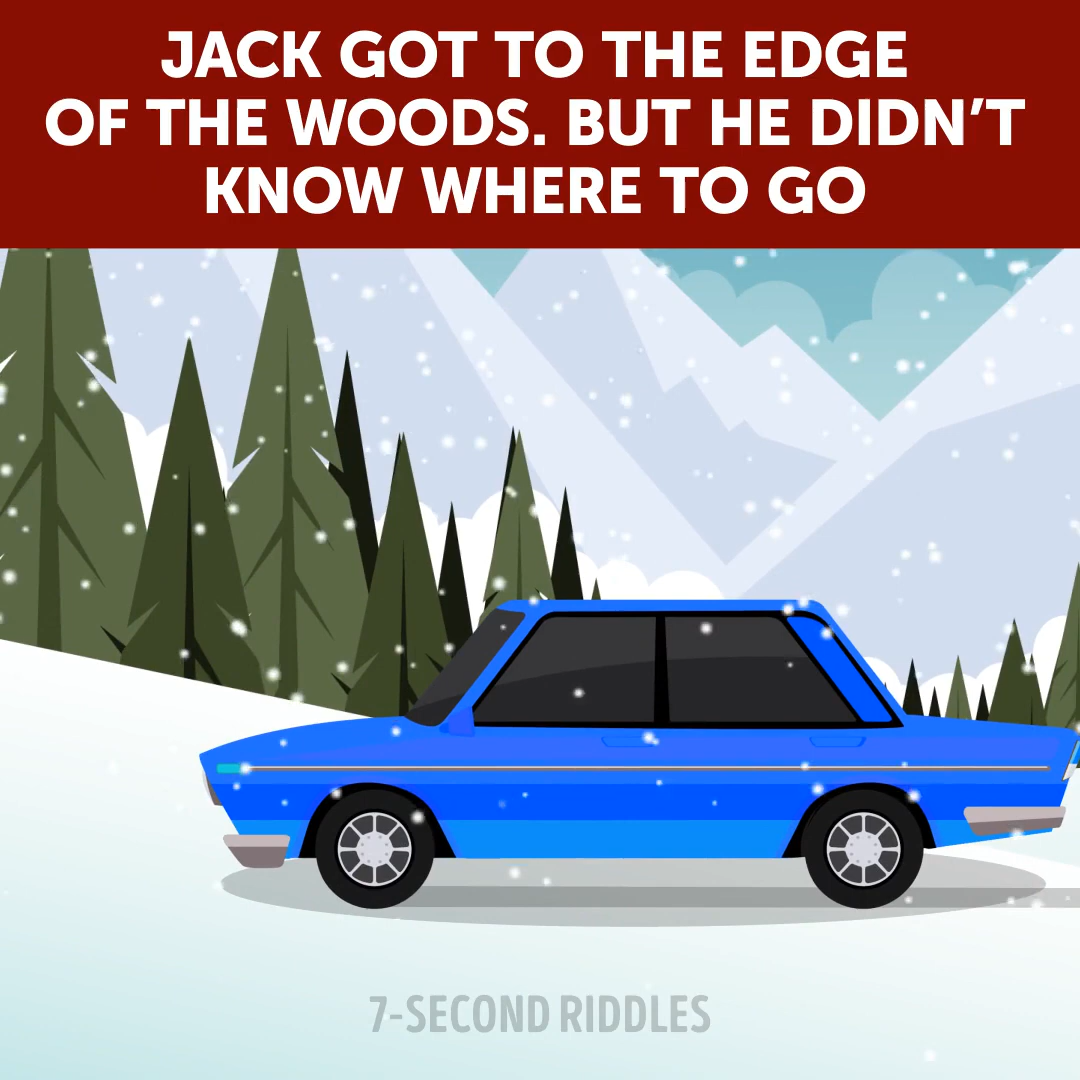 JACK GOT TO THE EDGE
OF THE WOODS. BUT HE DIDN’T
KNOW WHERE TO GO
7-SECOND RIDDLES